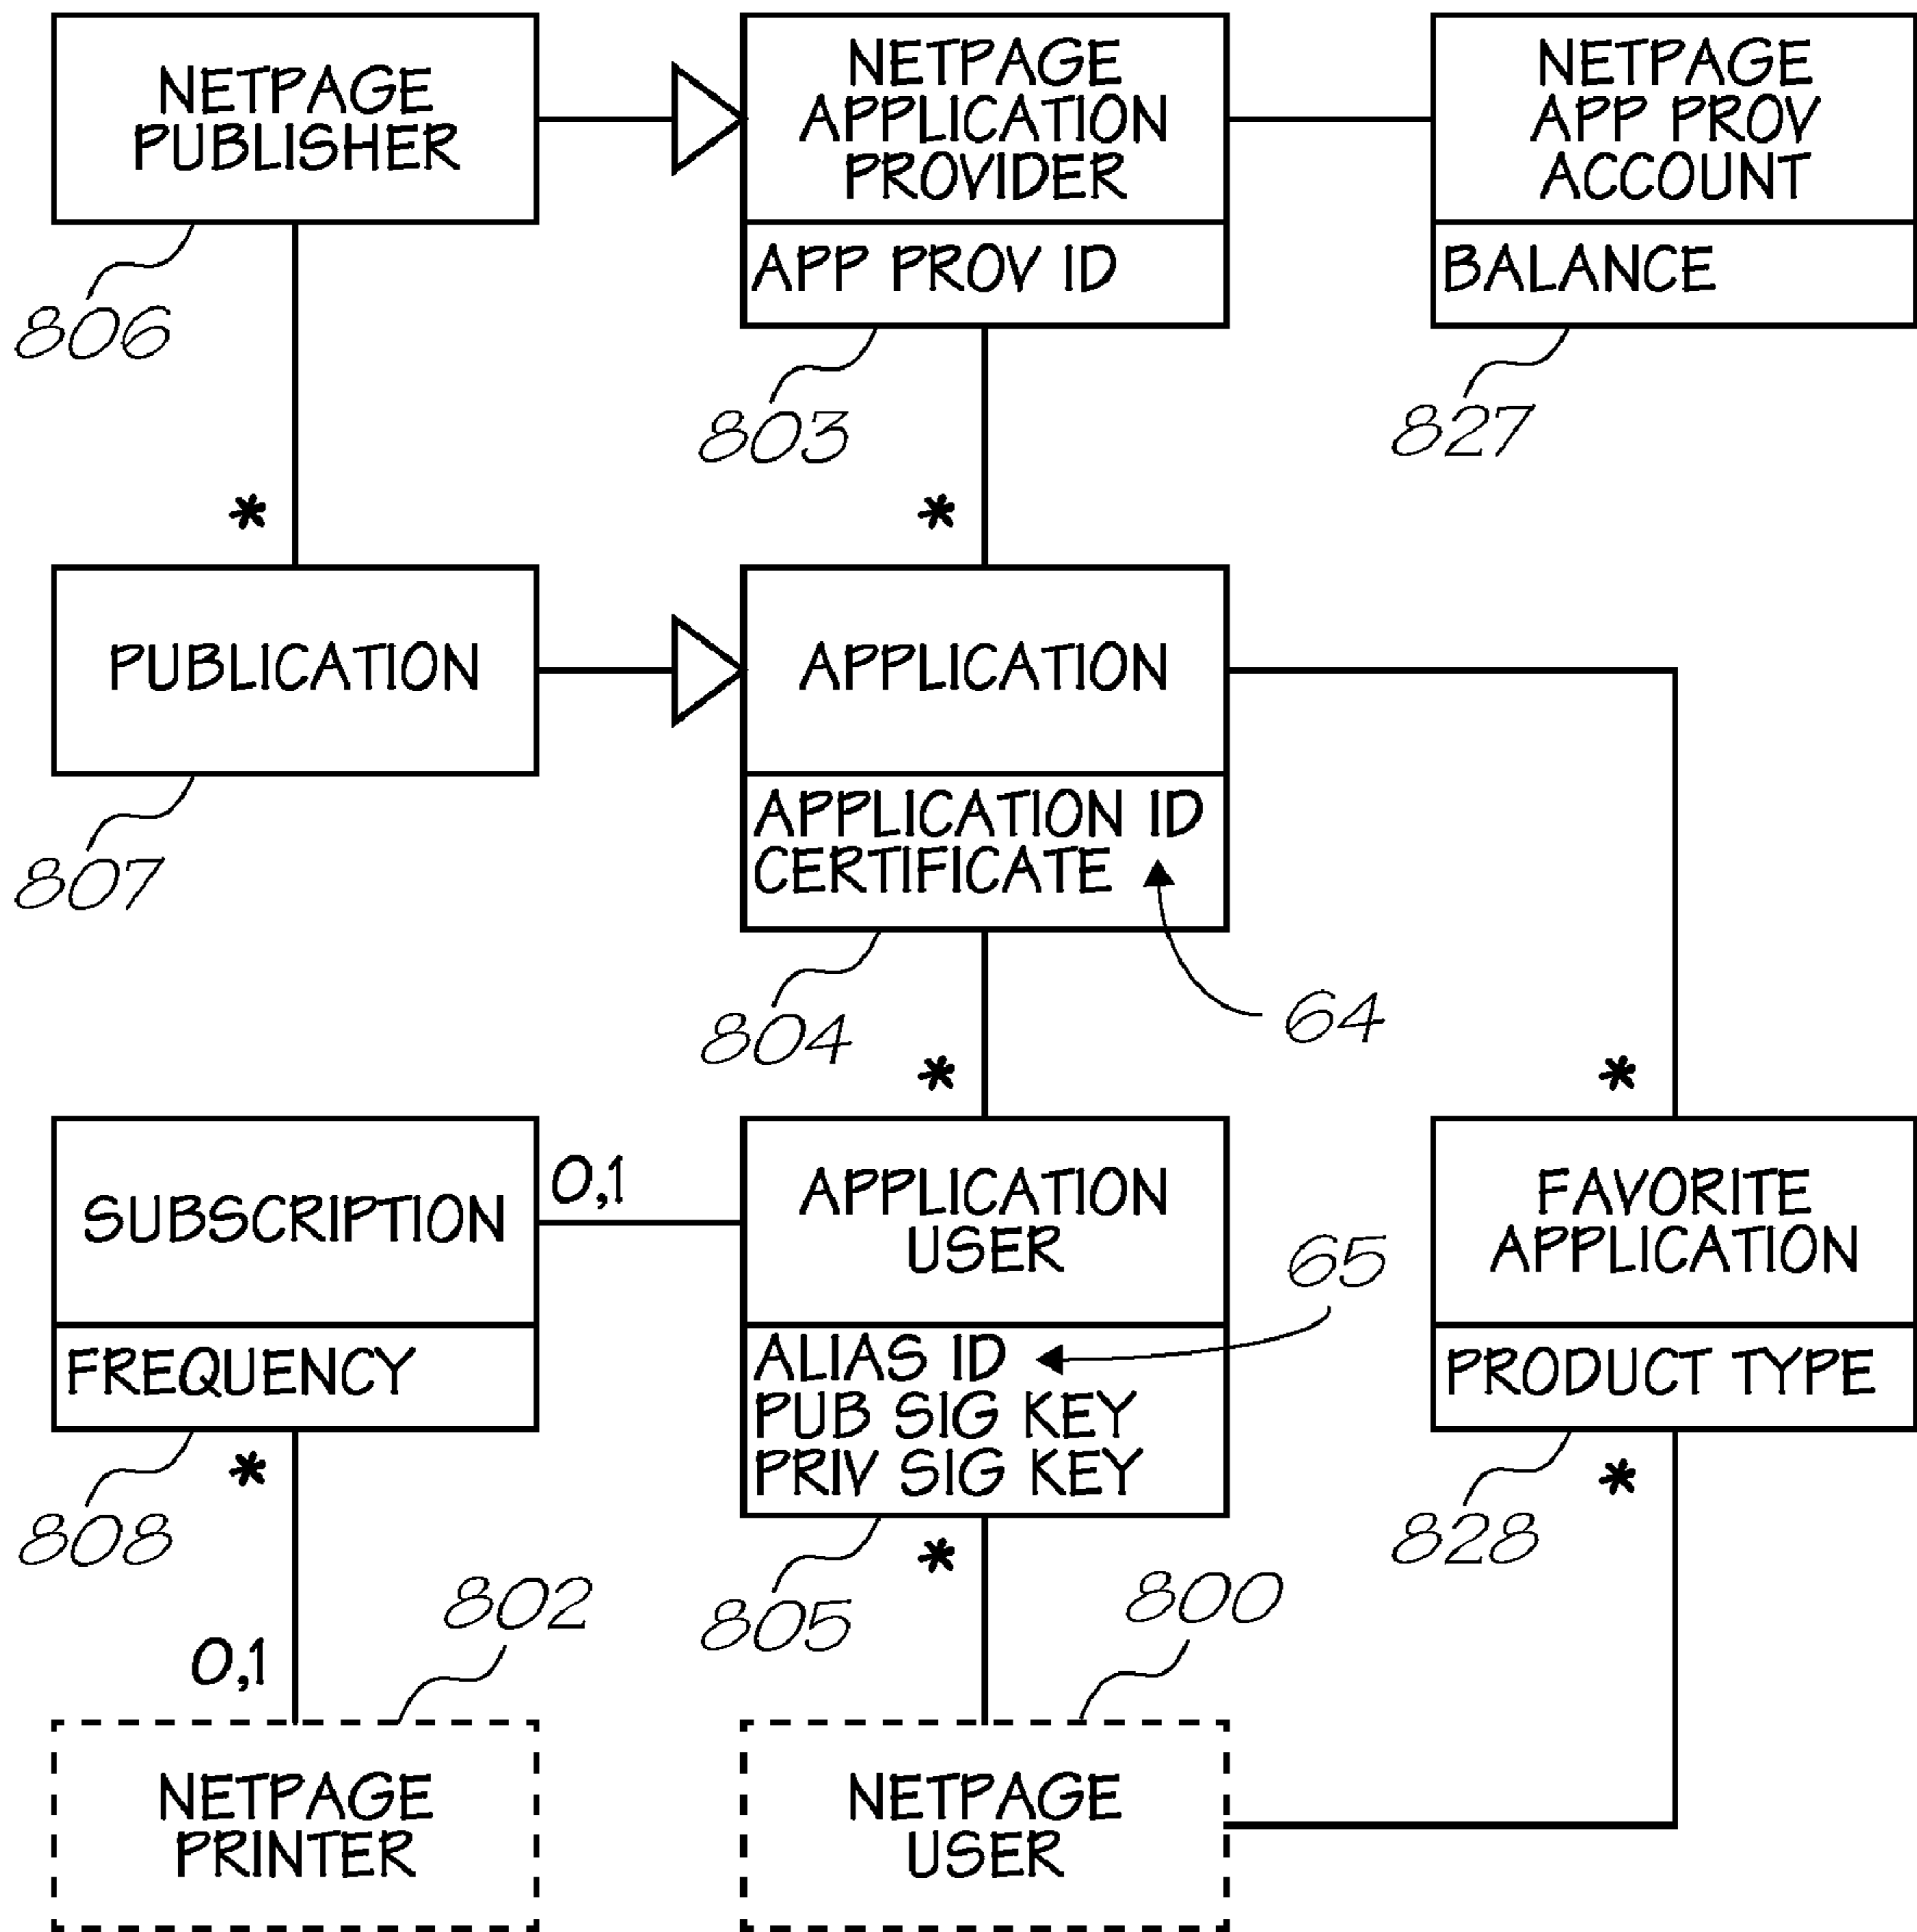 NETPAGE
PUBLISHER
806
NETPAGE
APPLICATION
PROVIDER
APP PROV ID
803
NETPAGE
APP PROV
ACCOUNT
BALANCE
827
*
*
PUBLICATION
807
APPLICATION
APPLICATION ID
CERTIFICATE
804
64
*
*
SUBSCRIPTION
FREQUENCY
808
0,1
APPLICATION
USER
ALIAS ID
PUB SIG KEY
PRIV SIG KEY
65
805
FAVORITE
APPLICATION
PRODUCT TYPE
828
*
*
*
0,1
802
800
NETPAGE
PRINTER
NETPAGE
USER